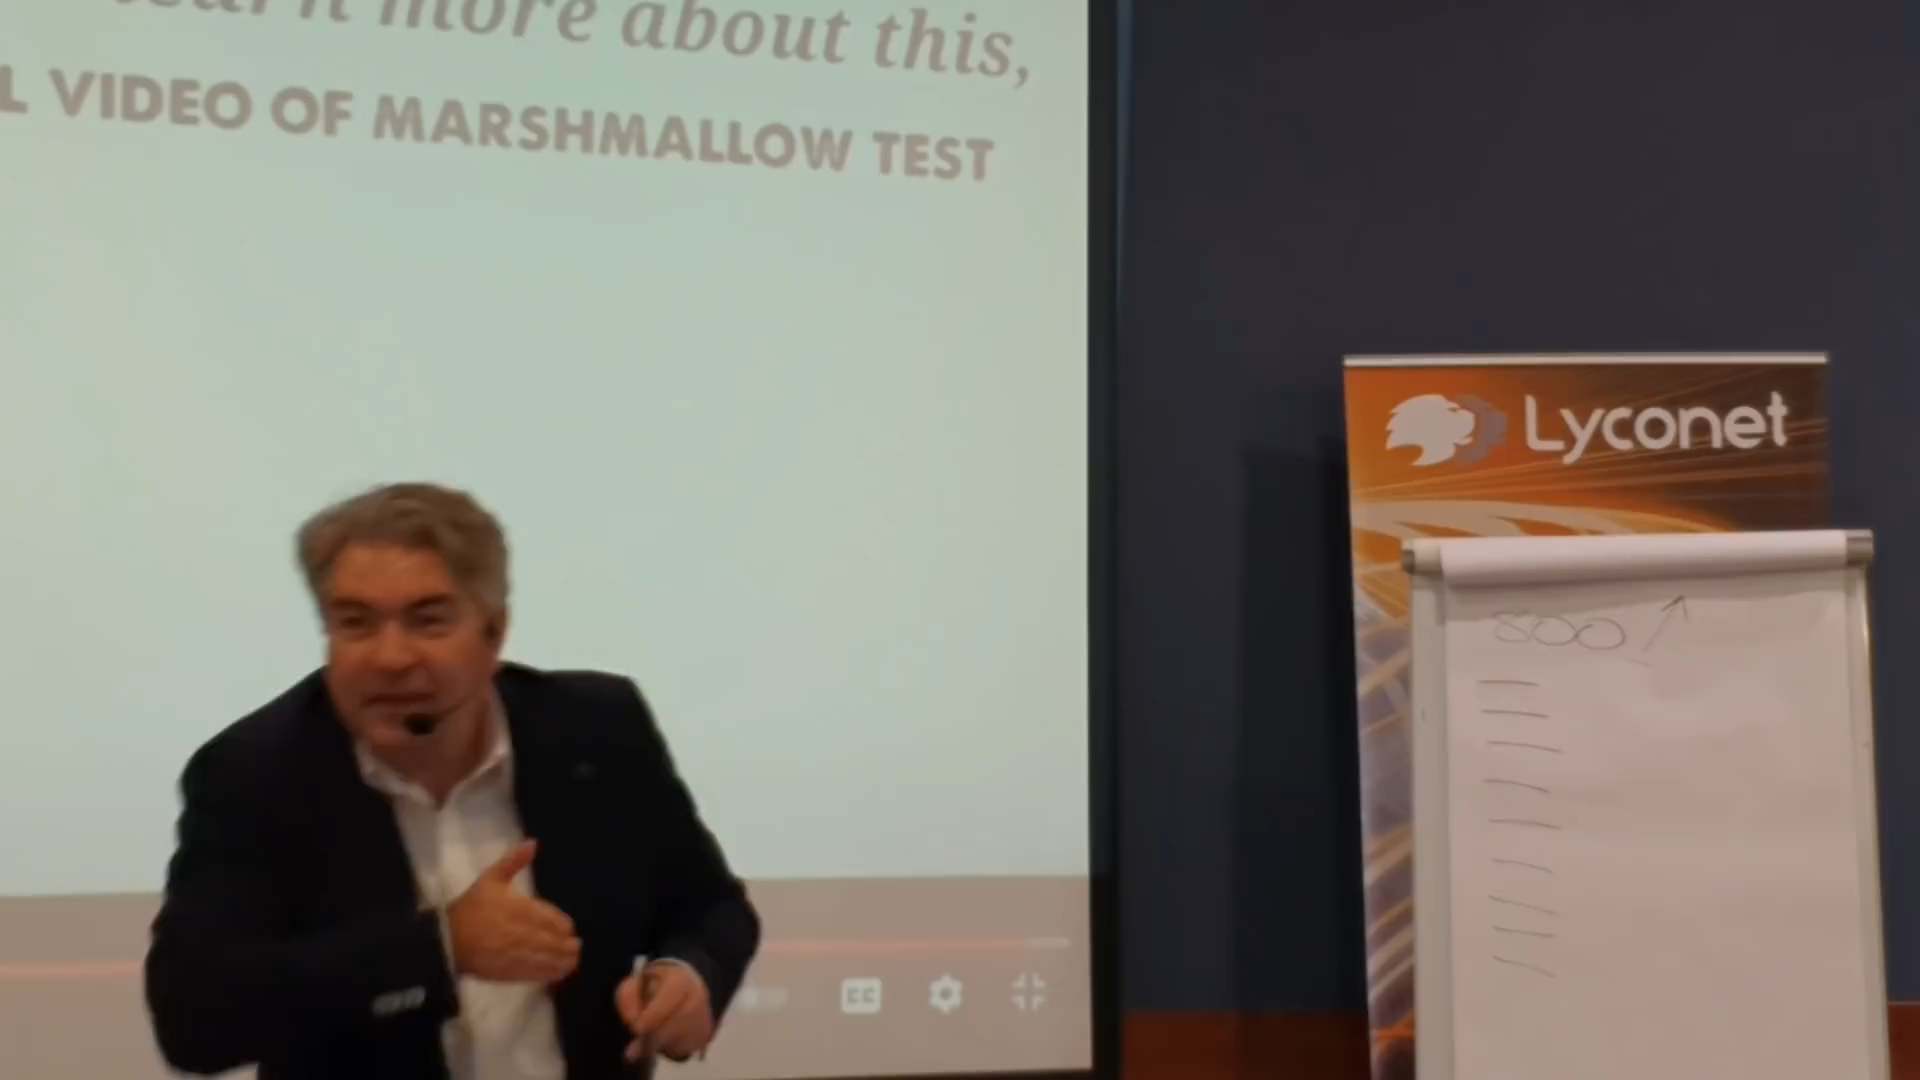 more about this,
L VIDEO OF MARSHMALLOW TEST
Lyconet
800
CC